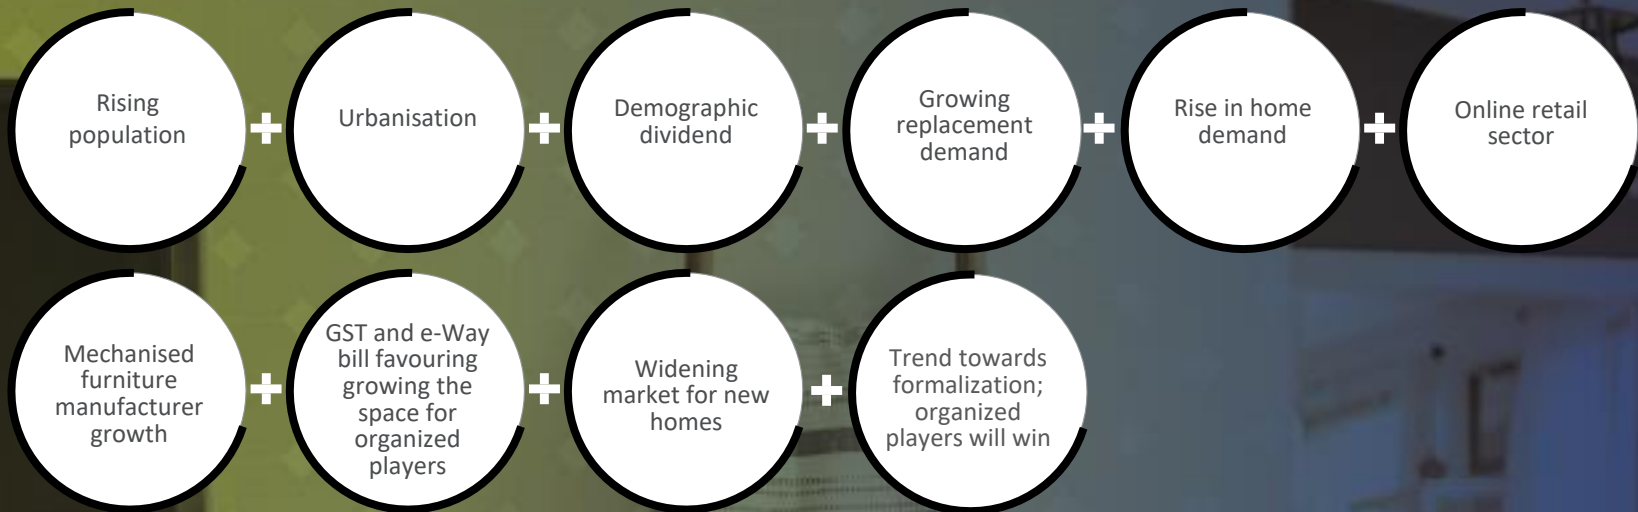 Rising
population
Urbanisation
Demographic
dividend
Growing
replacement
demand
Rise in home
demand
Online retail
sector
Mechanised
furniture
manufacturer
growth
GST and e-Way
bill favouring
growing the
space for
organized
players
Widening
market for new
homes
Trend towards
formalization;
organized
players will win